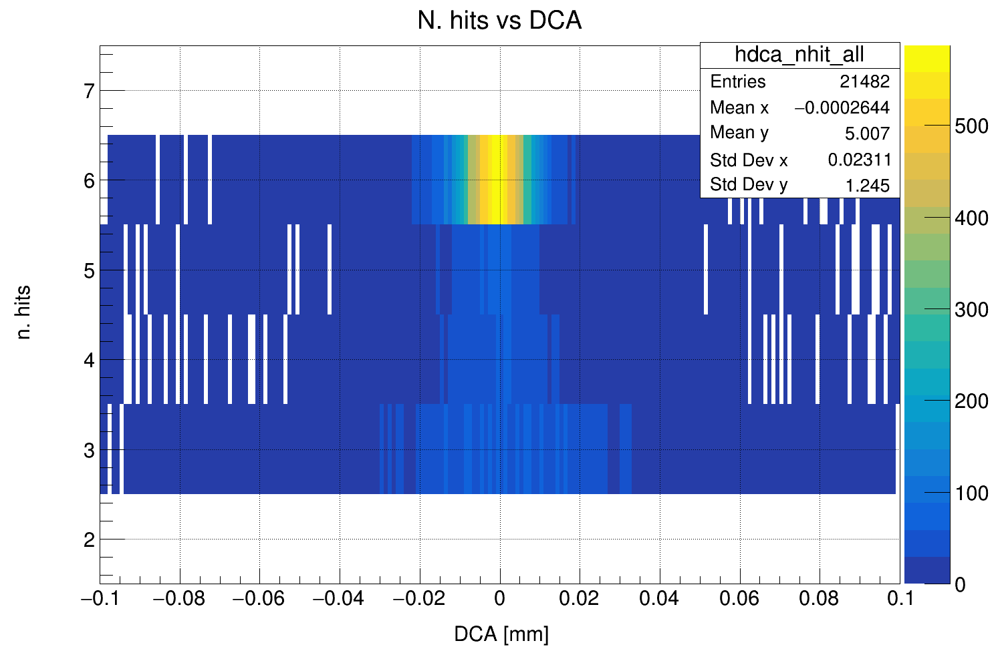 N. hits vs DCA
hdca_nhit_all
Entries 21482
Mean x −0.0002644
Mean y 5.007
Std Dev x 0.02311
Std Dev y 1.245
n. hits
7
6
5
4
3
2
−0.1 −0.08 −0.06 −0.04 −0.02 0 0.02 0.04 0.06 0.08 0.1
DCA [mm]
500
400
300
200
100
0